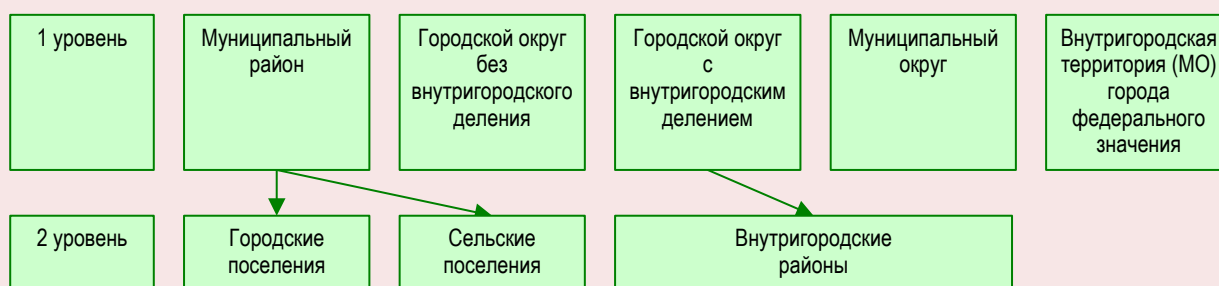 1 уровень
Муниципальный
район
Городской округ
без
внутригородского
деления
Городской округ
с
внутригородским
делением
Муниципальный
округ
Внутригородская
территория (МО)
города
федерального
значения
2 уровень
Городские
поселения
Сельские
поселения
Внутригородские
районы